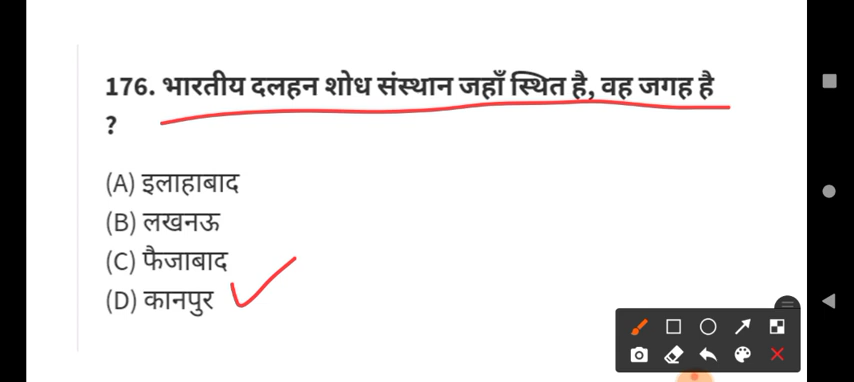 176. भारतीय दलहन शोध संस्थान जहाँ स्थित है, वह जगह है
?
(A) इलाहाबाद
(B) लखनऊ
(C) फैजाबाद
(D) कानपुर